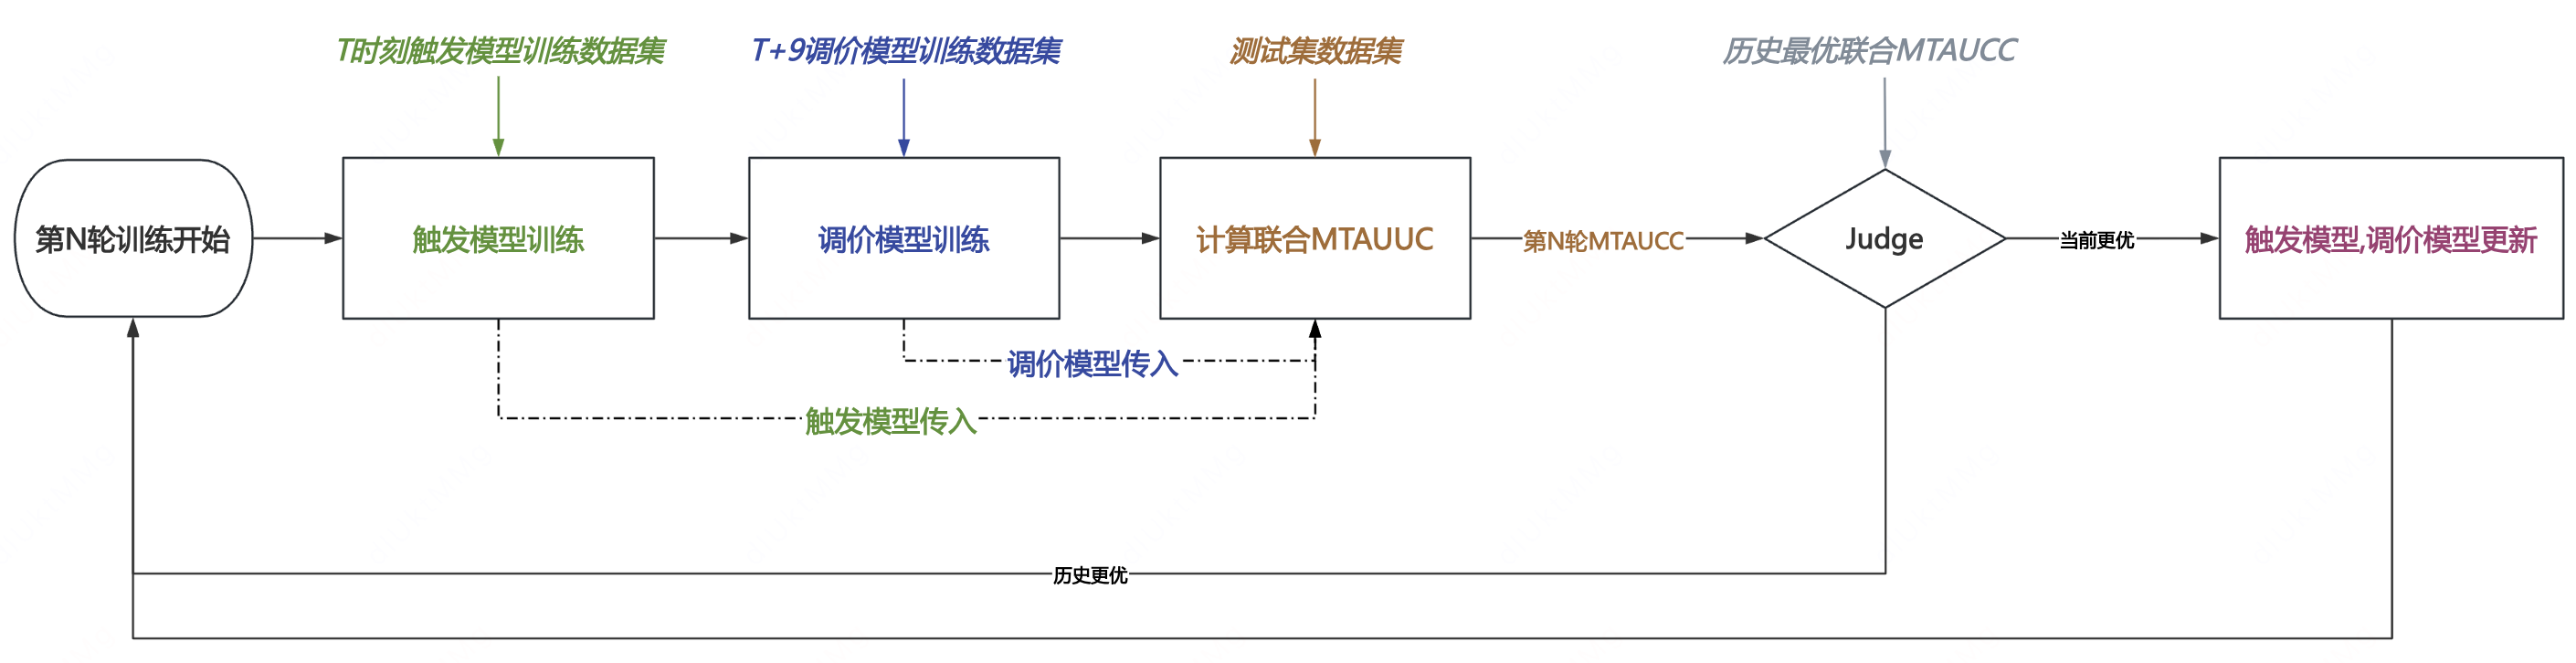 T时刻触发模型训练数据集
T+9调价模型训练数据集
测试集数据集
历史最优联合MTAUCC
第N轮训练开始
触发模型训练
调价模型训练
计算联合MTAUUC
第N轮MTAUCC
Judge
当前更优
触发模型,调价模型更新
调价模型传入
触发模型传入
历史更优